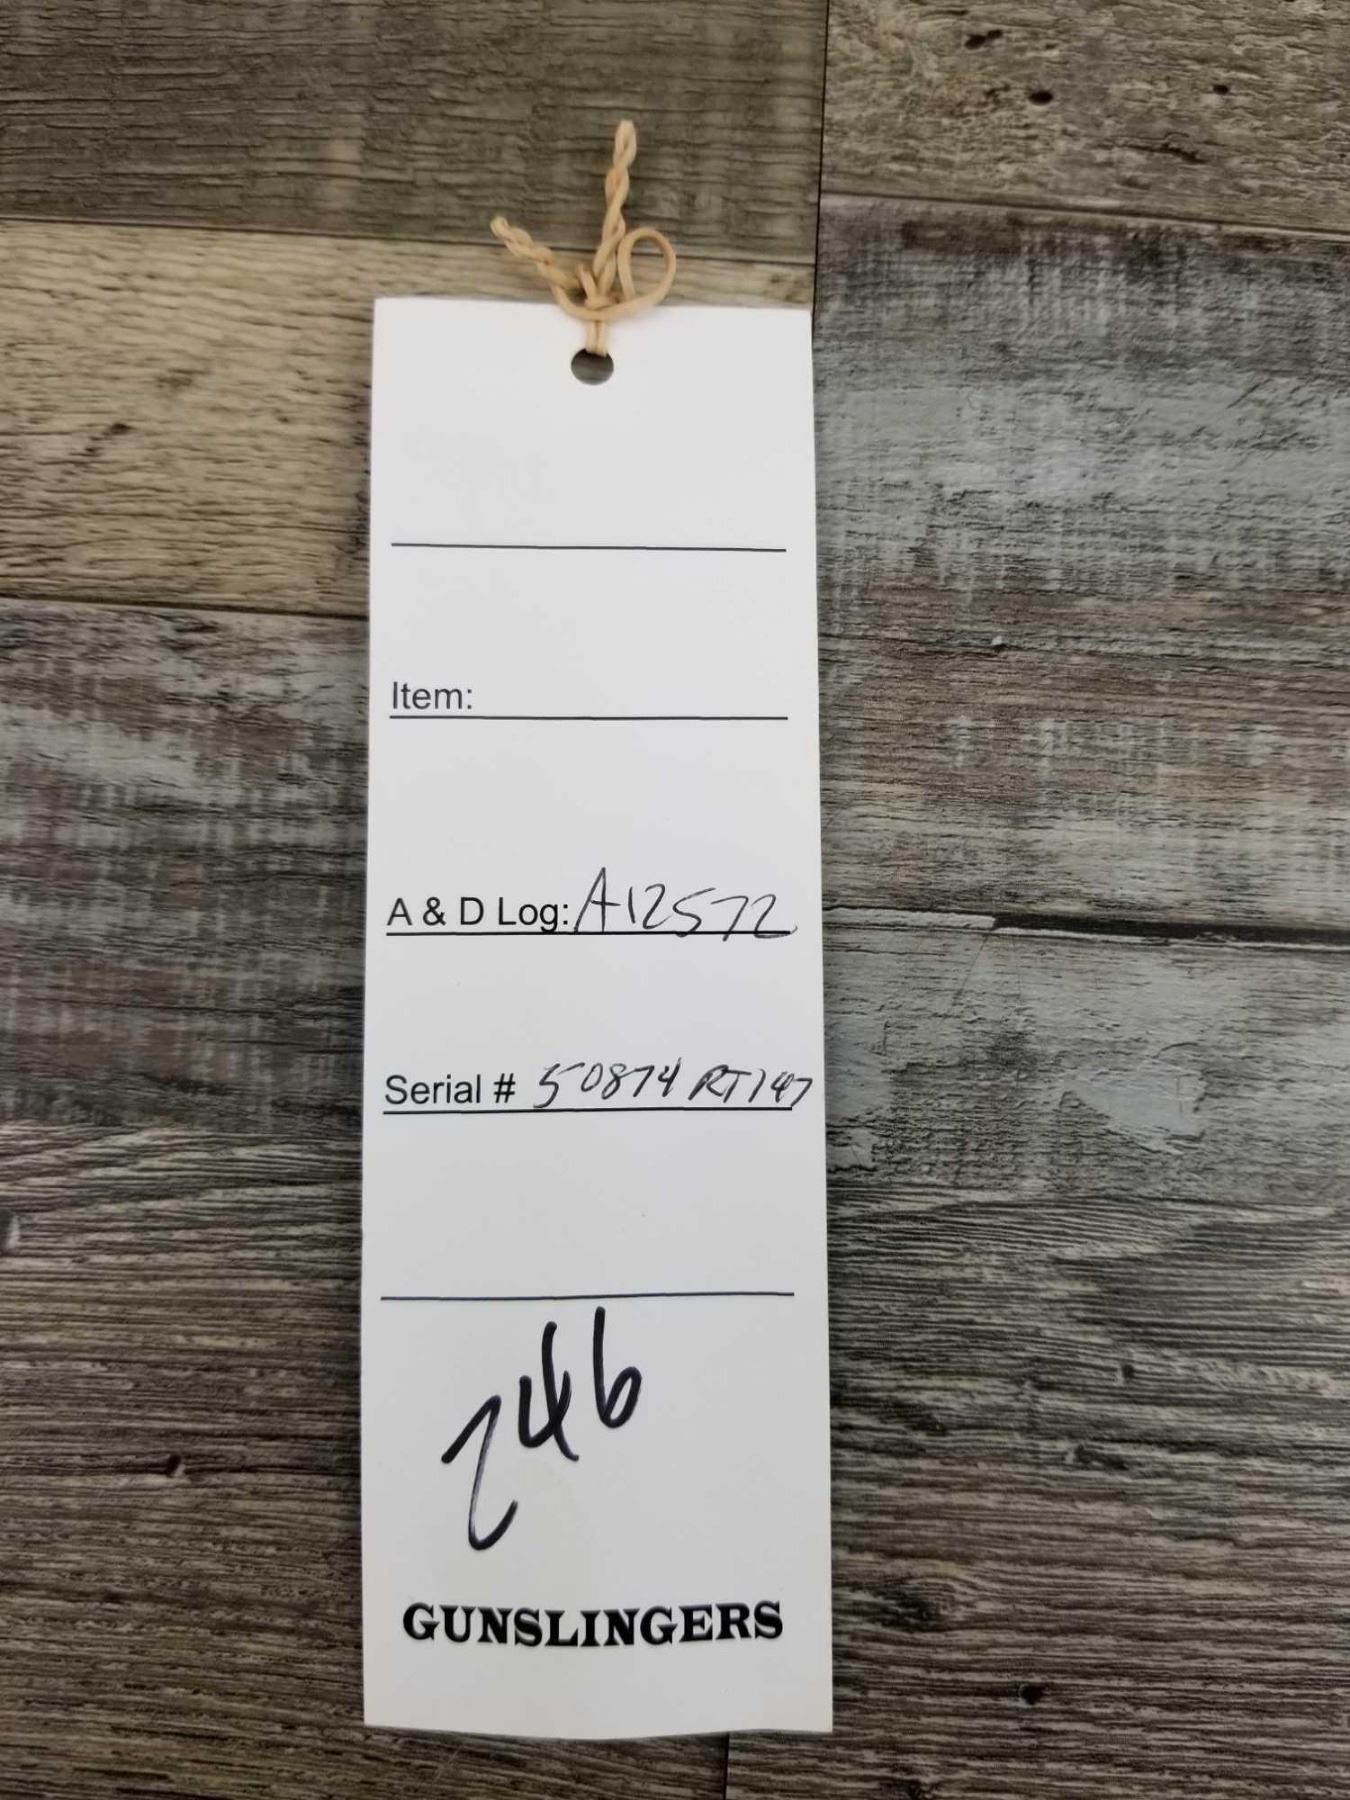 Item:
A & D Log: A12572
Serial # 50874 RT147
246
GUNSLINGERS